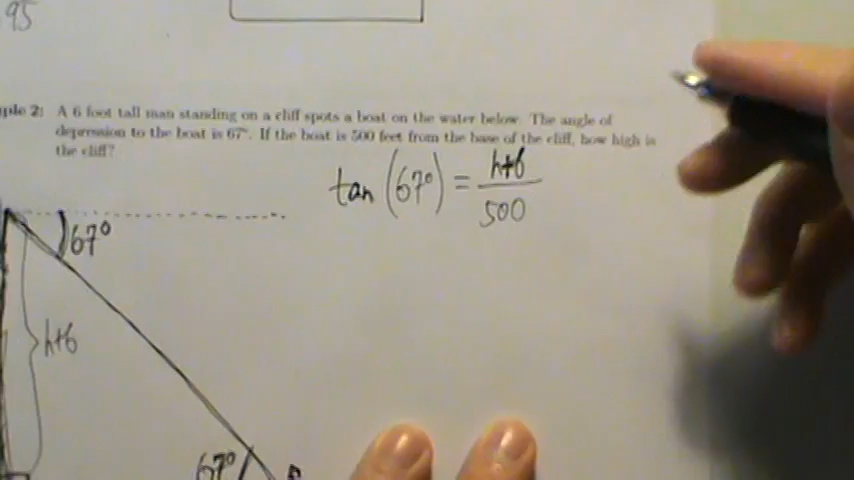 95
ple 2: A 6 foot tall man standing on a cliff spots a boat on the water below. The angle of
depression to the boat is 67°. If the boat is 500 feet from the base of the cliff, how high is
the cliff?
tan (67°) = h+6
500
67°
h+6
67°